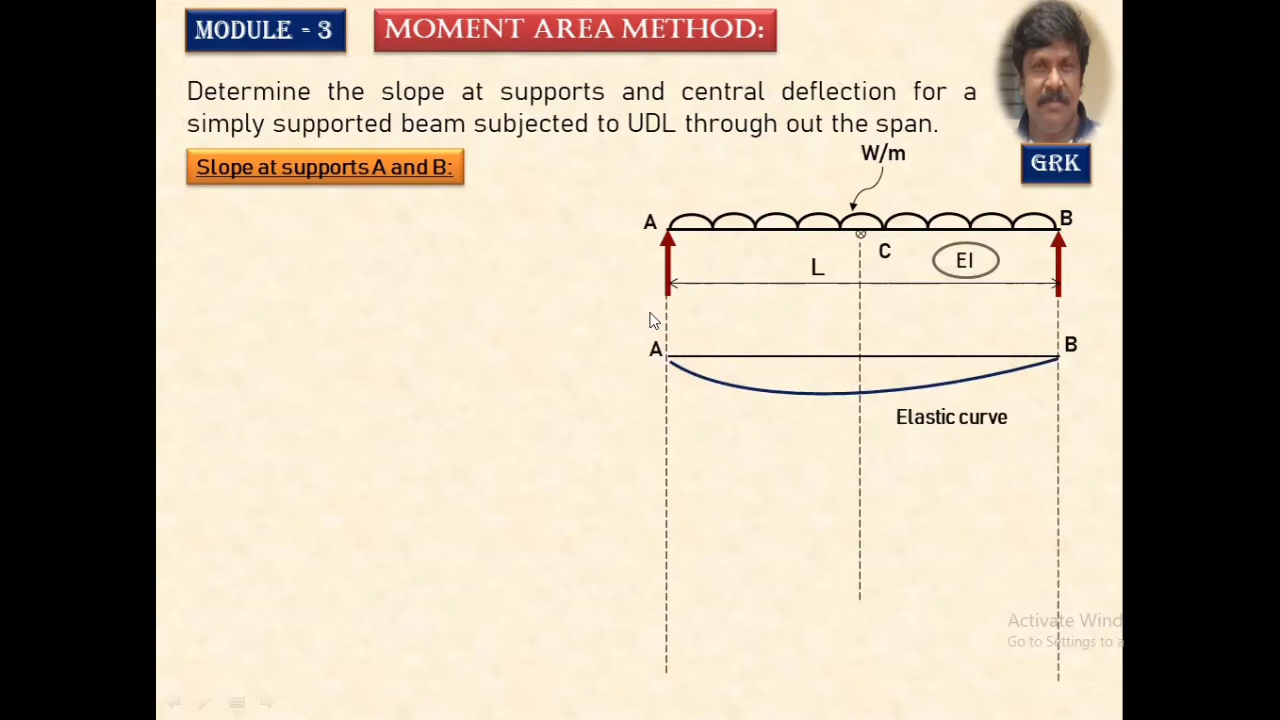 MODULE - 3
MOMENT AREA METHOD:
Determine the slope at supports and central deflection for a
simply supported beam subjected to UDL through out the span.
GRK
Slope at supports A and B:
W/m
A
B
C
EI
L
A
B
Elastic curve
Activate Wind
Go to Settings to a